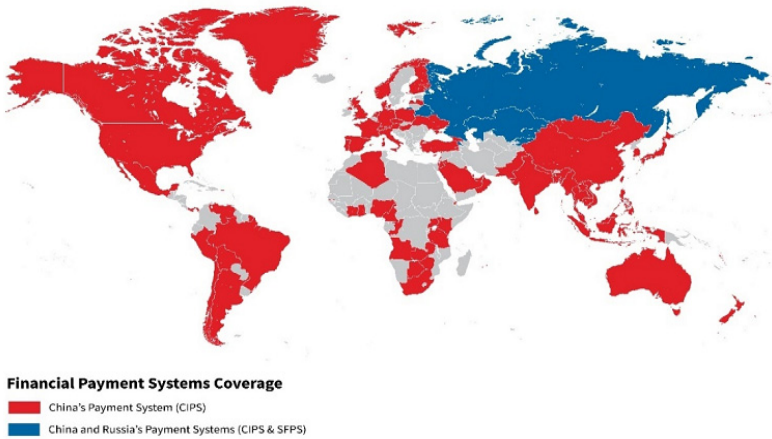 Financial Payment Systems Coverage
China's Payment System (CIPS)
China and Russia's Payment Systems (CIPS & SFPS)